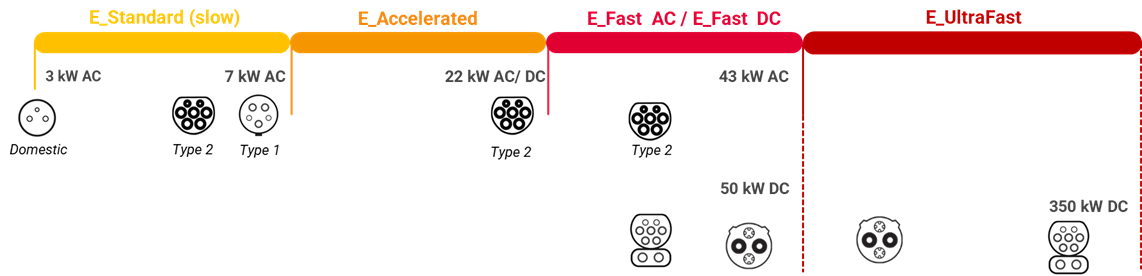 E_Standard (slow)
E_Accelerated
E_Fast AC / E_Fast DC
E_UltraFast
3 kW AC
7 kW AC
22 kW AC/ DC
43 kW AC
Domestic
Type 2
Type 1
Type 2
Type 2
50 kW DC
350 kW DC